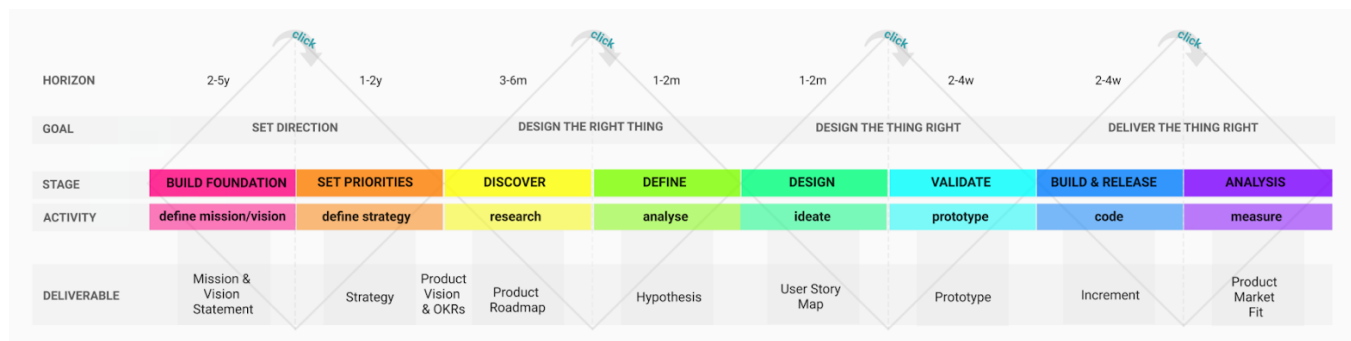 click click click click
HORIZON 2-5y 1-2y 3-6m 1-2m 1-2m 2-4w 2-4w
GOAL SET DIRECTION DESIGN THE RIGHT THING DESIGN THE THING RIGHT DELIVER THE THING RIGHT
STAGE BUILD FOUNDATION SET PRIORITIES DISCOVER DEFINE DESIGN VALIDATE BUILD & RELEASE ANALYSIS
ACTIVITY define mission/vision define strategy research analyse ideate prototype code measure
DELIVERABLE
Mission &
Vision
Statement
Strategy
Product
Vision
& OKRs
Product
Roadmap
Hypothesis
User Story
Map
Prototype
Increment
Product
Market
Fit